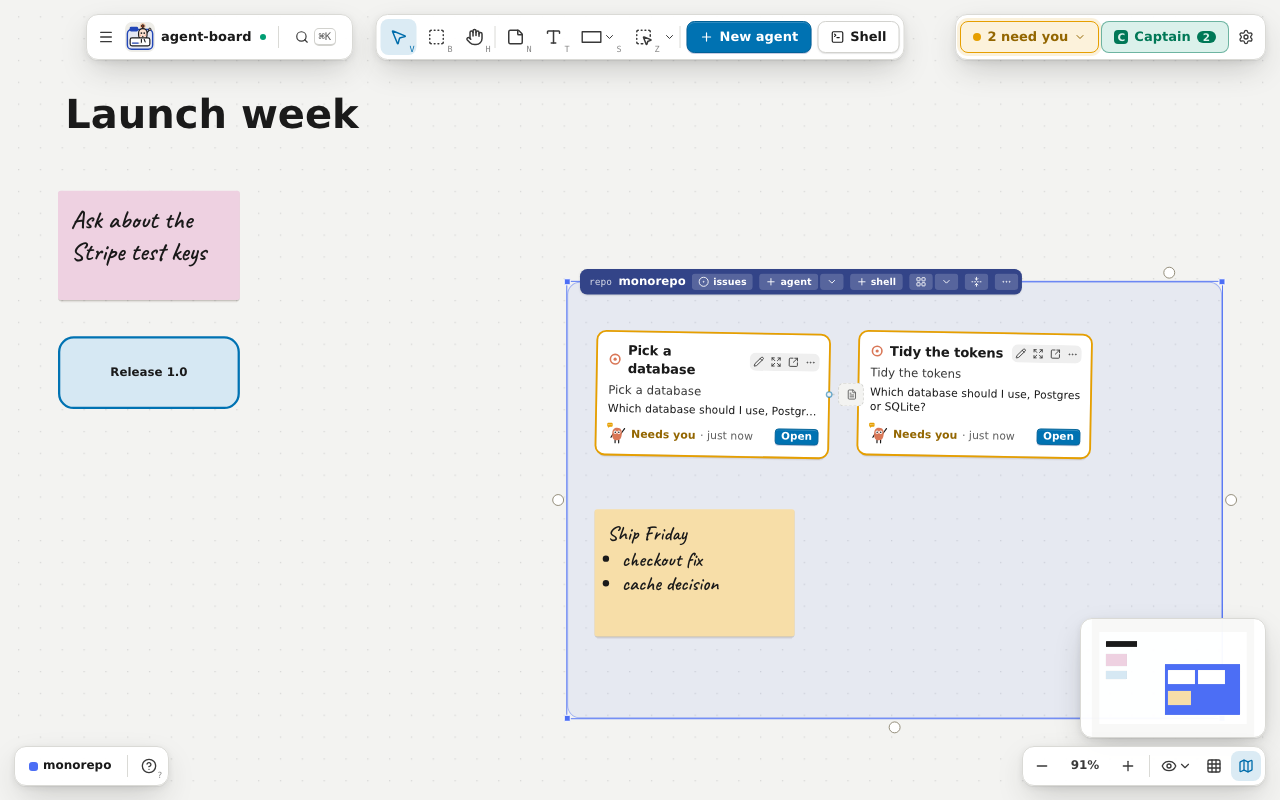 agent-board
⌘K
V
B
H
N
T
S
Z
New agent
Shell
2 need you
C Captain 2
Launch week
Ask about the
Stripe test keys
Release 1.0
repo monorepo issues + agent + shell
Pick a
database
Pick a database
Which database should I use, Postgr...
Needs you · just now Open
Tidy the tokens
Tidy the tokens
Which database should I use, Postgres
or SQLite?
Needs you · just now Open
Ship Friday
• checkout fix
• cache decision
monorepo
?
91%